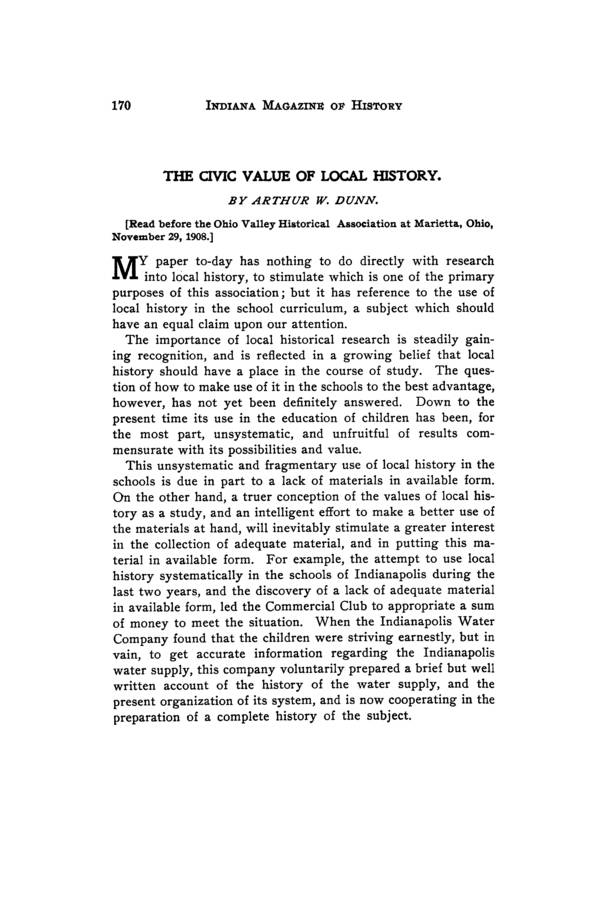 170 INDIANA MAGAZINE OF HISTORY
THE CIVIC VALUE OF LOCAL HISTORY.
BY ARTHUR W. DUNN.
[Read before the Ohio Valley Historical Association at Marietta, Ohio,
November 29, 1908.]
MY paper to-day has nothing to do directly with research
into local history, to stimulate which is one of the primary
purposes of this association; but it has reference to the use of
local history in the school curriculum, a subject which should
have an equal claim upon our attention.
The importance of local historical research is steadily gain-
ing recognition, and is reflected in a growing belief that local
history should have a place in the course of study. The ques-
tion of how to make use of it in the schools to the best advantage,
however, has not yet been definitely answered. Down to the
present time its use in the education of children has been, for
the most part, unsystematic, and unfruitful of results com-
mensurate with its possibilities and value.
This unsystematic and fragmentary use of local history in the
schools is due in part to a lack of materials in available form.
On the other hand, a truer conception of the values of local his-
tory as a study, and an intelligent effort to make a better use of
the materials at hand, will inevitably stimulate a greater interest
in the collection of adequate material, and in putting this ma-
terial in available form. For example, the attempt to use local
history systematically in the schools of Indianapolis during the
last two years, and the discovery of a lack of adequate material
in available form, led the Commercial Club to appropriate a sum
of money to meet the situation. When the Indianapolis Water
Company found that the children were striving earnestly, but in
vain, to get accurate information regarding the Indianapolis
water supply, this company voluntarily prepared a brief but well
written account of the history of the water supply, and the
present organization of its system, and is now cooperating in the
preparation of a complete history of the subject.